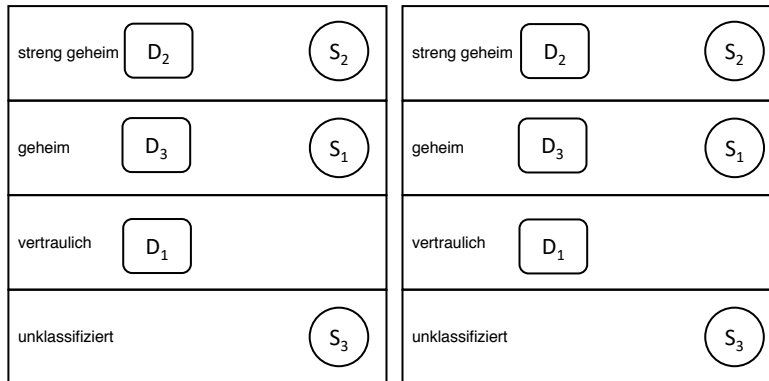 streng geheim D₂ S₂
geheim D₃ S₁
vertraulich D₁
unklassifiziert S₃
streng geheim D₂ S₂
geheim D₃ S₁
vertraulich D₁
unklassifiziert S₃